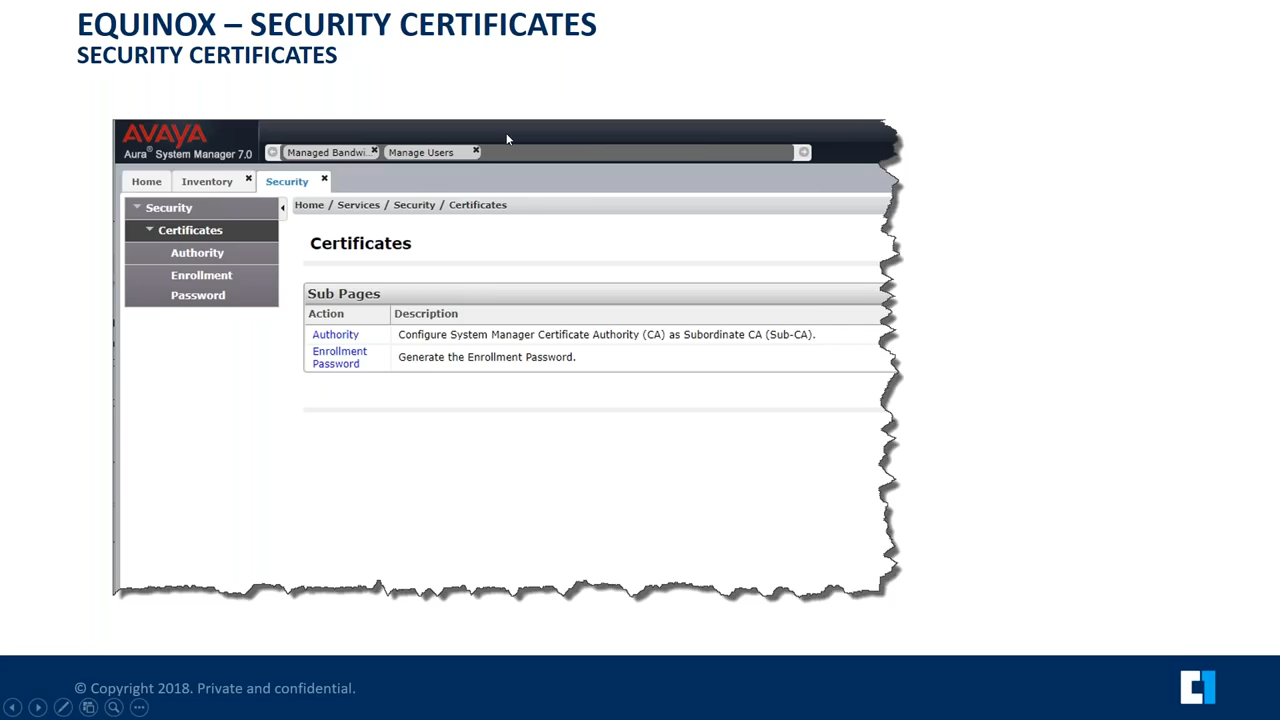 EQUINOX – SECURITY CERTIFICATES
SECURITY CERTIFICATES
AVAYA
Aura® System Manager 7.0
Managed Bandwi...
Manage Users
Home
Inventory
Security
Security
Certificates
Authority
Enrollment
Password
Home / Services / Security / Certificates
Certificates
Sub Pages
Action Description
Authority Configure System Manager Certificate Authority (CA) as Subordinate CA (Sub-CA).
Enrollment
Password
Generate the Enrollment Password.
© Copyright 2018. Private and confidential.